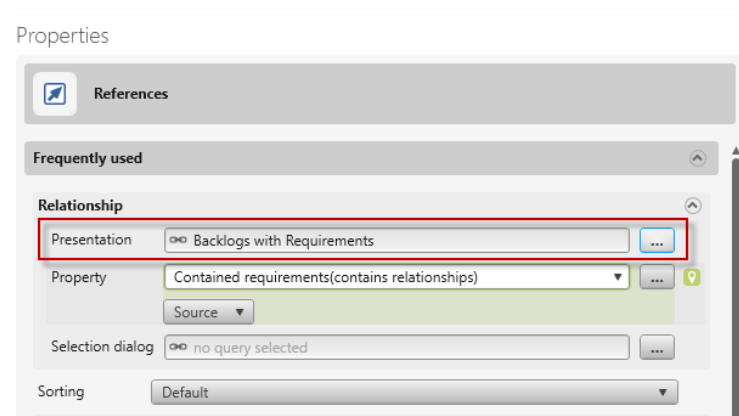 Properties
References
Frequently used
Relationship
Presentation Backlogs with Requirements ...
Property Contained requirements(contains relationships) ...
Source
Selection dialog no query selected ...
Sorting Default